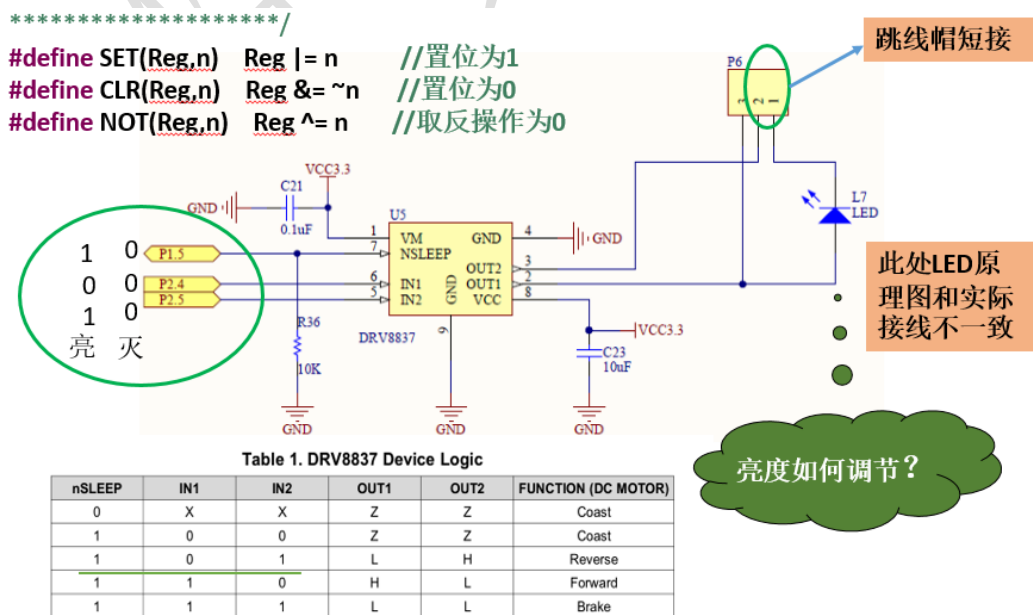 ********************/
#define SET(Reg,n) Reg |= n //置位为1
#define CLR(Reg,n) Reg &= ~n //置位为0
#define NOT(Reg,n) Reg ^= n //取反操作为0
跳线帽短接
P6
3 2 1
VCC3.3
C21
0.1uF
GND
U5
1 VM GND 4 GND
7 NSLEEP
OUT2 3
6 IN1 OUT1 2
5 IN2 GND VCC 8
9
DRV8837
L7
LED
1 0 P1.5
0 0 P2.4
1 0 P2.5
亮 灭
R36
10K
VCC3.3
C23
10uF
GND
GND
GND
此处LED原
理图和实际
接线不一致
亮度如何调节？
Table 1. DRV8837 Device Logic
nSLEEP IN1 IN2 OUT1 OUT2 FUNCTION (DC MOTOR)
0 X X Z Z Coast
1 0 0 Z Z Coast
1 0 1 L H Reverse
1 1 0 H L Forward
1 1 1 L L Brake